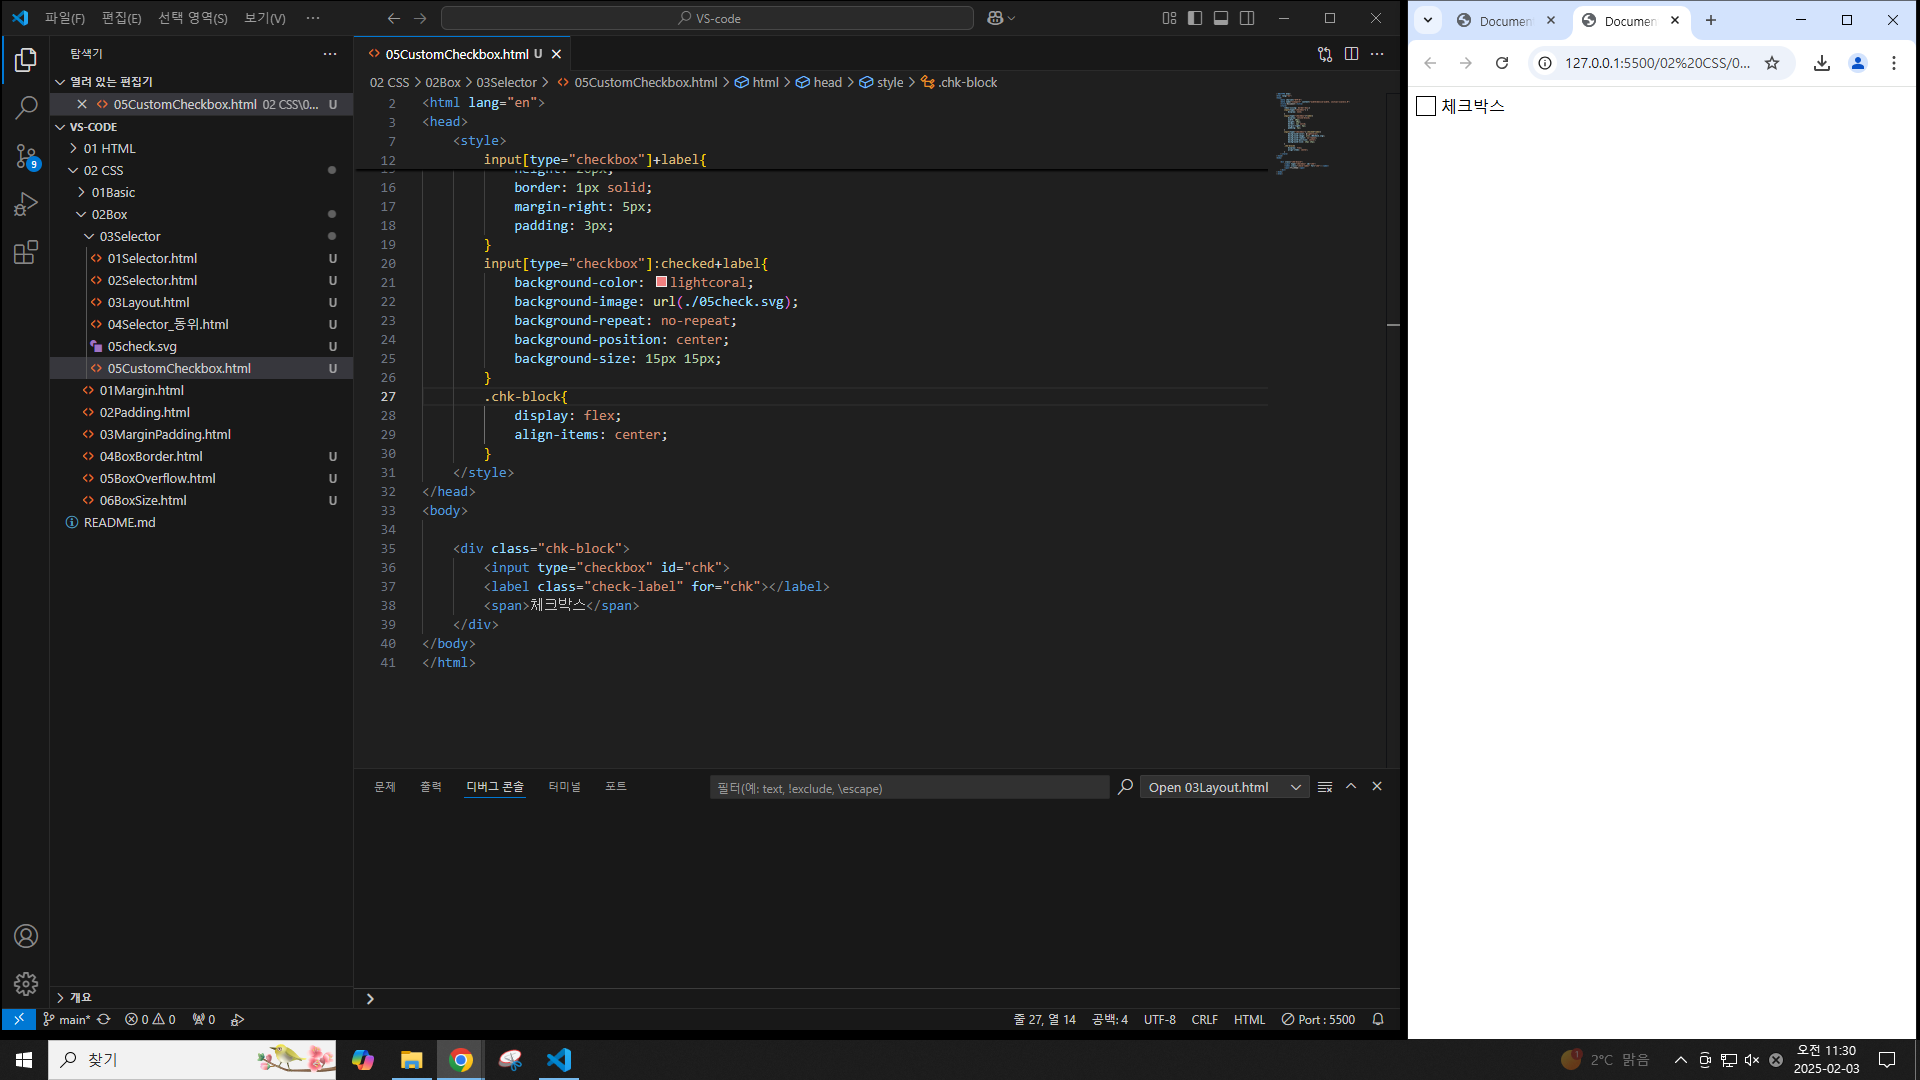 파일(F) 편집(E) 선택 영역(S) 보기(V) ···
VS-code
탐색기
열려 있는 편집기
05CustomCheckbox.html 02 CSS\0... U
VS-CODE
01 HTML
02 CSS
01Basic
02Box
03Selector
01Selector.html U
02Selector.html U
03Layout.html U
04Selector_동위.html U
05check.svg U
05CustomCheckbox.html U
01Margin.html
02Padding.html
03MarginPadding.html
04BoxBorder.html U
05BoxOverflow.html U
06BoxSize.html U
README.md
개요
9
05CustomCheckbox.html U
02 CSS > 02Box > 03Selector > 05CustomCheckbox.html > html > head > style > .chk-block
2 <html lang="en">
3 <head>
7 <style>
12 input[type="checkbox"]+label{
16 border: 1px solid;
17 margin-right: 5px;
18 padding: 3px;
19 }
20 input[type="checkbox"]:checked+label{
21 background-color: lightcoral;
22 background-image: url(./05check.svg);
23 background-repeat: no-repeat;
24 background-position: center;
25 background-size: 15px 15px;
26 }
27 .chk-block{
28 display: flex;
29 align-items: center;
30 }
31 </style>
32 </head>
33 <body>
34
35 <div class="chk-block">
36 <input type="checkbox" id="chk">
37 <label class="check-label" for="chk"></label>
38 <span>체크박스</span>
39 </div>
40 </body>
41 </html>
문제 출력 디버그 콘솔 터미널 포트
필터(예: text, !exclude, \escape)
Open 03Layout.html
main* 0 0 0
줄 27, 열 14 공백: 4 UTF-8 CRLF HTML Port : 5500
Documen Documen
127.0.0.1:5500/02%20CSS/0...
체크박스
찾기
1 2°C 맑음
오전 11:30
2025-02-03